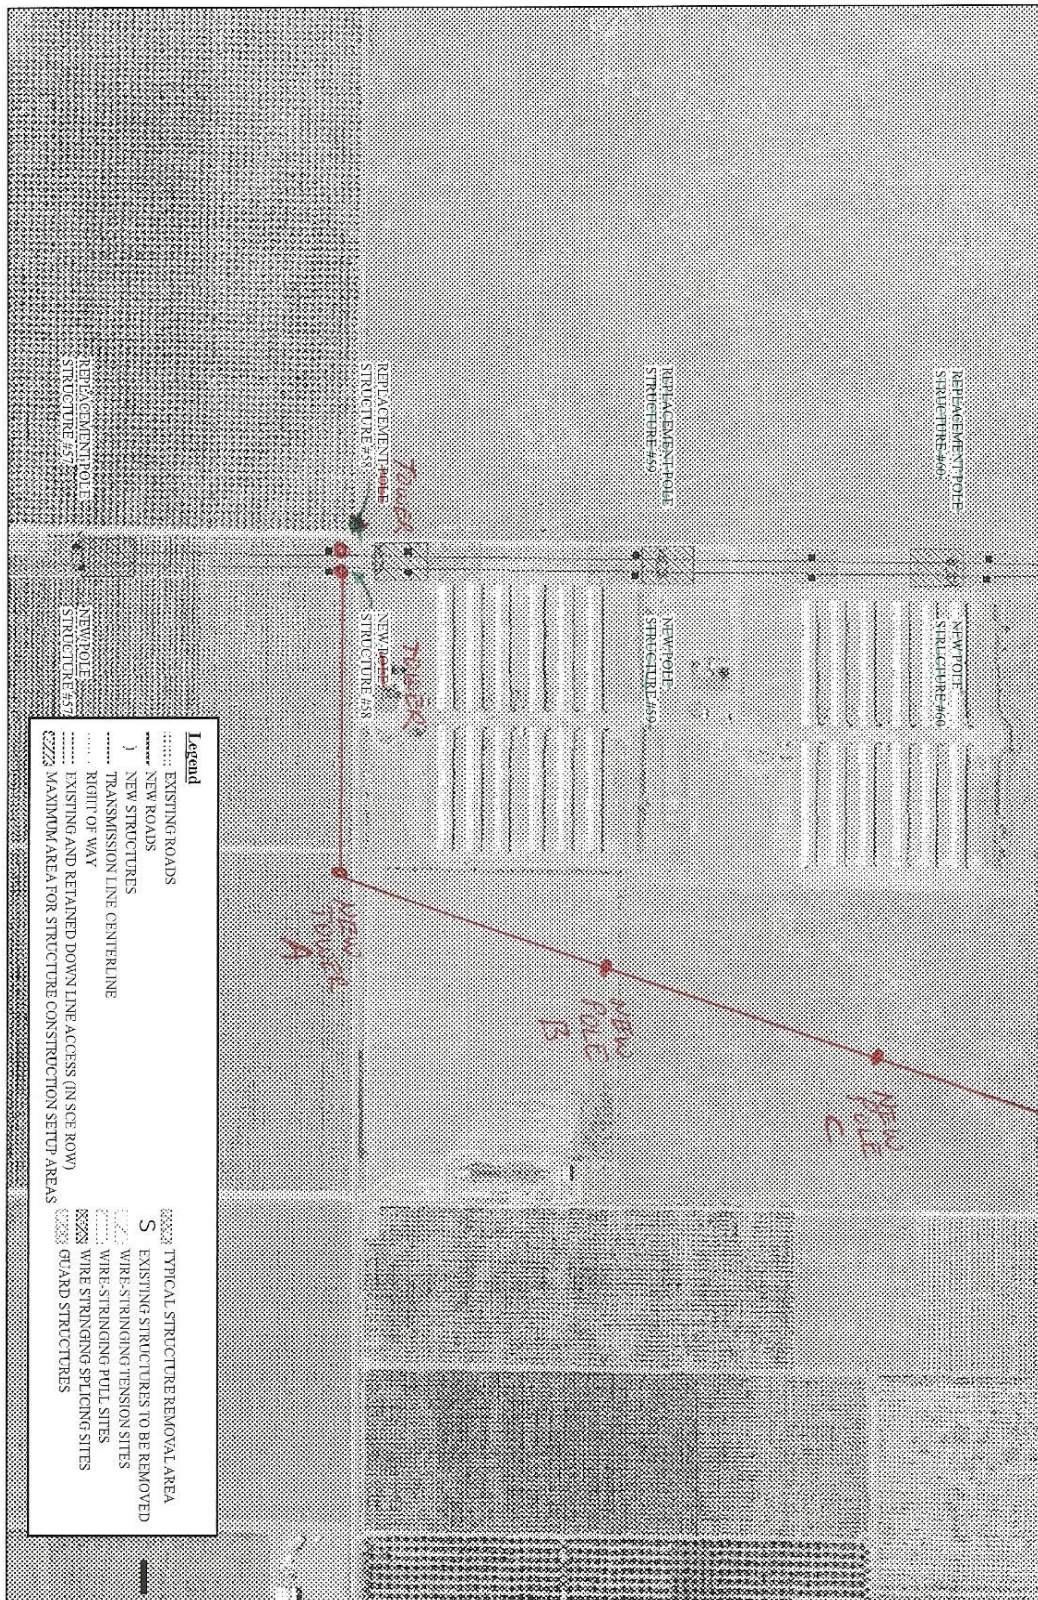 REPLACEMENT POLE
STRUCTURE #60
REPLACEMENT POLE
STRUCTURE #59
REPLACEMENT POLE
STRUCTURE #58
TOWER
REPLACEMENT POLE
STRUCTURE #57
NEW POLE
STRUCTURE #60
NEW POLE
STRUCTURE #59
NEW POLE
STRUCTURE #58
TOWER
NEW POLE
STRUCTURE #57
NEW
POLE
C
NEW
POLE
B
NEW
TOWER
A
Legend
EXISTING ROADS
NEW ROADS
NEW STRUCTURES
TRANSMISSION LINE CENTERLINE
RIGHT OF WAY
EXISTING AND RETAINED DOWN LINE ACCESS (IN SCE ROW)
MAXIMUM AREA FOR STRUCTURE CONSTRUCTION SETUP AREAS
TYPICAL STRUCTURE REMOVAL AREA
S EXISTING STRUCTURES TO BE REMOVED
WIRE-STRINGING TENSION SITES
WIRE-STRINGING PULL SITES
WIRE STRINGING SPLICING SITES
GUARD STRUCTURES